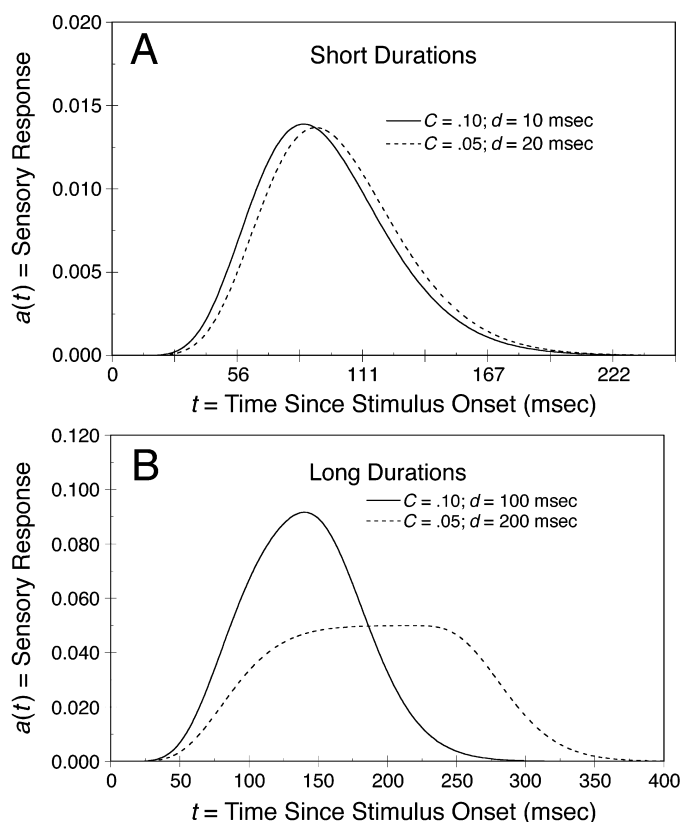 A
Short Durations
C = .10; d = 10 msec
C = .05; d = 20 msec
a(t) = Sensory Response
0.020
0.015
0.010
0.005
0.000
0 56 111 167 222
t = Time Since Stimulus Onset (msec)
B
Long Durations
C = .10; d = 100 msec
C = .05; d = 200 msec
a(t) = Sensory Response
0.120
0.100
0.080
0.060
0.040
0.020
0.000
0 50 100 150 200 250 300 350 400
t = Time Since Stimulus Onset (msec)